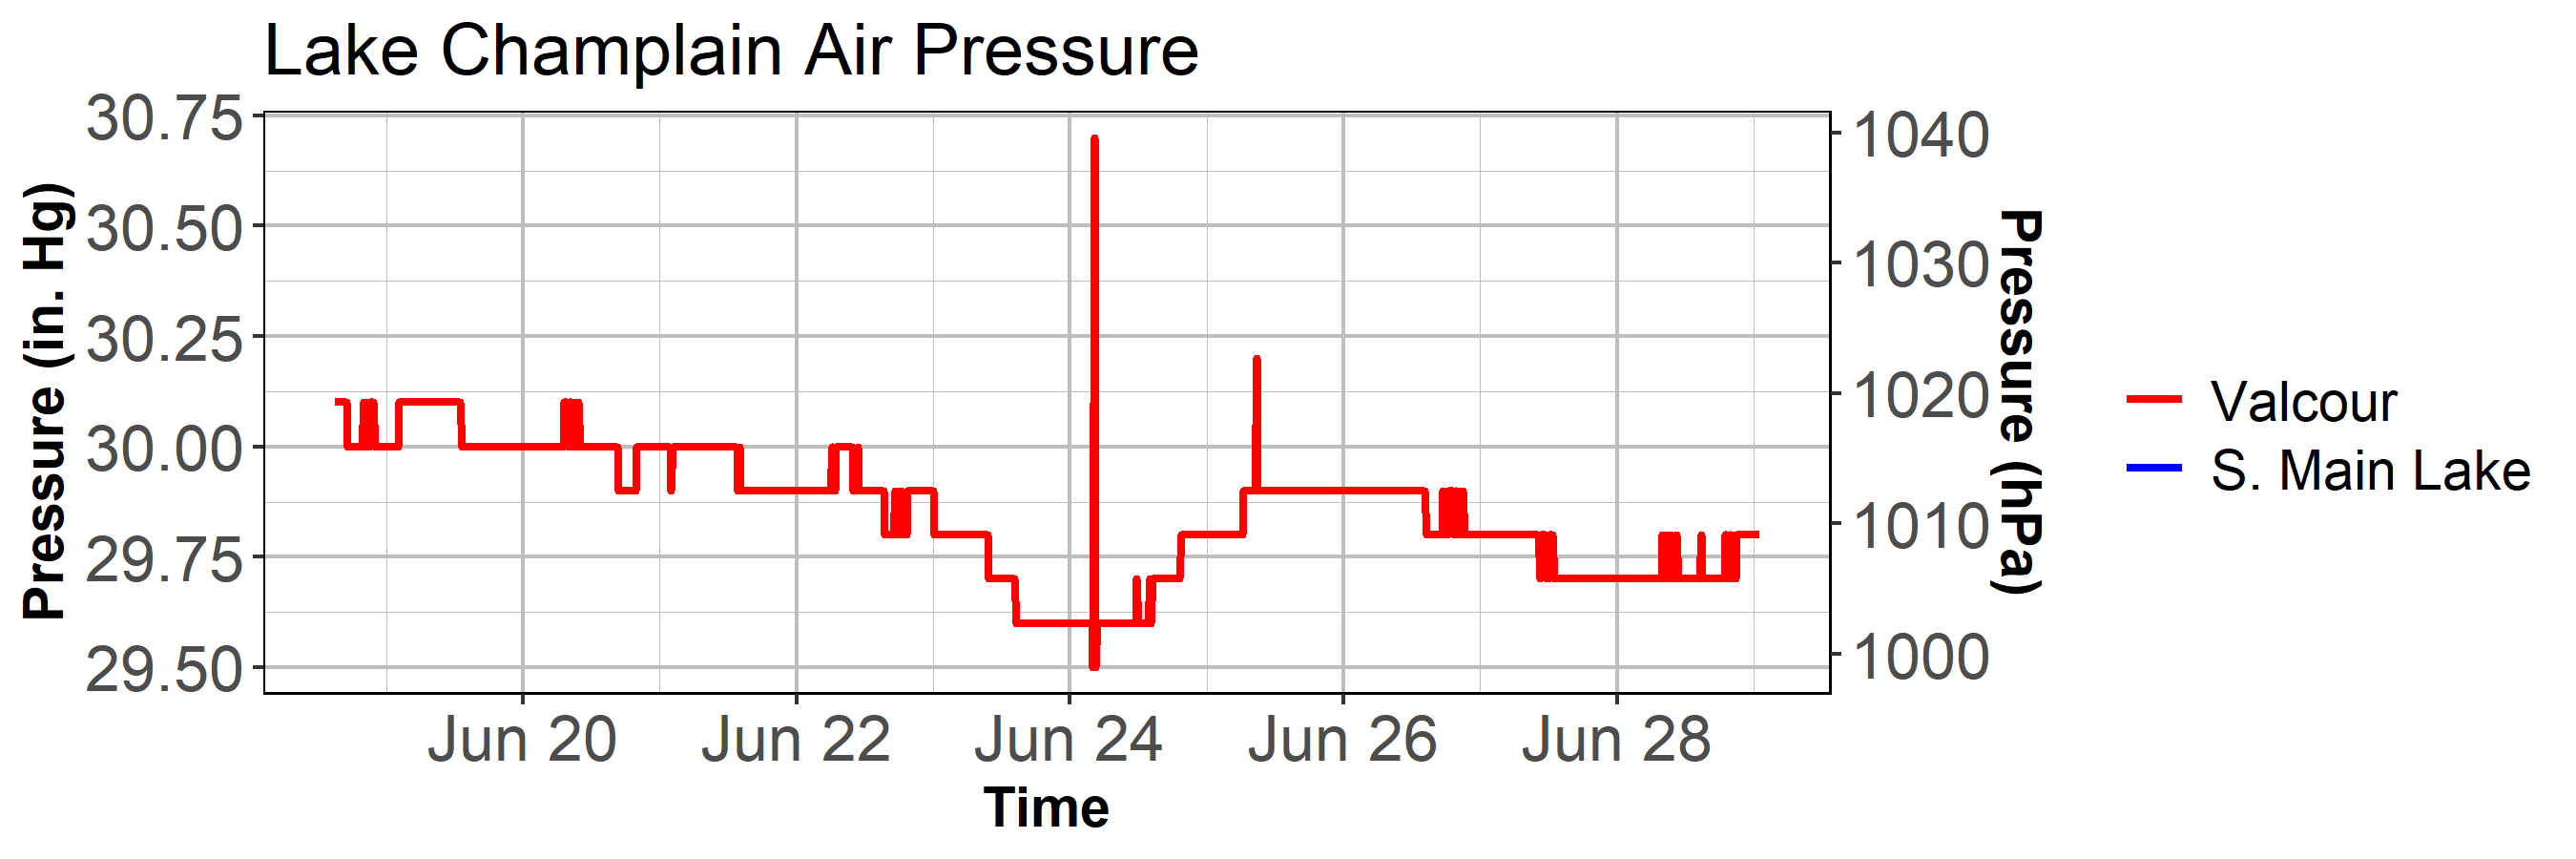 Lake Champlain Air Pressure
Pressure (in. Hg)
30.75
30.50
30.25
30.00
29.75
29.50
1040
1030
1020
1010
1000
Pressure (hPa)
Jun 20
Jun 22
Jun 24
Jun 26
Jun 28
Time
Valcour
S. Main Lake